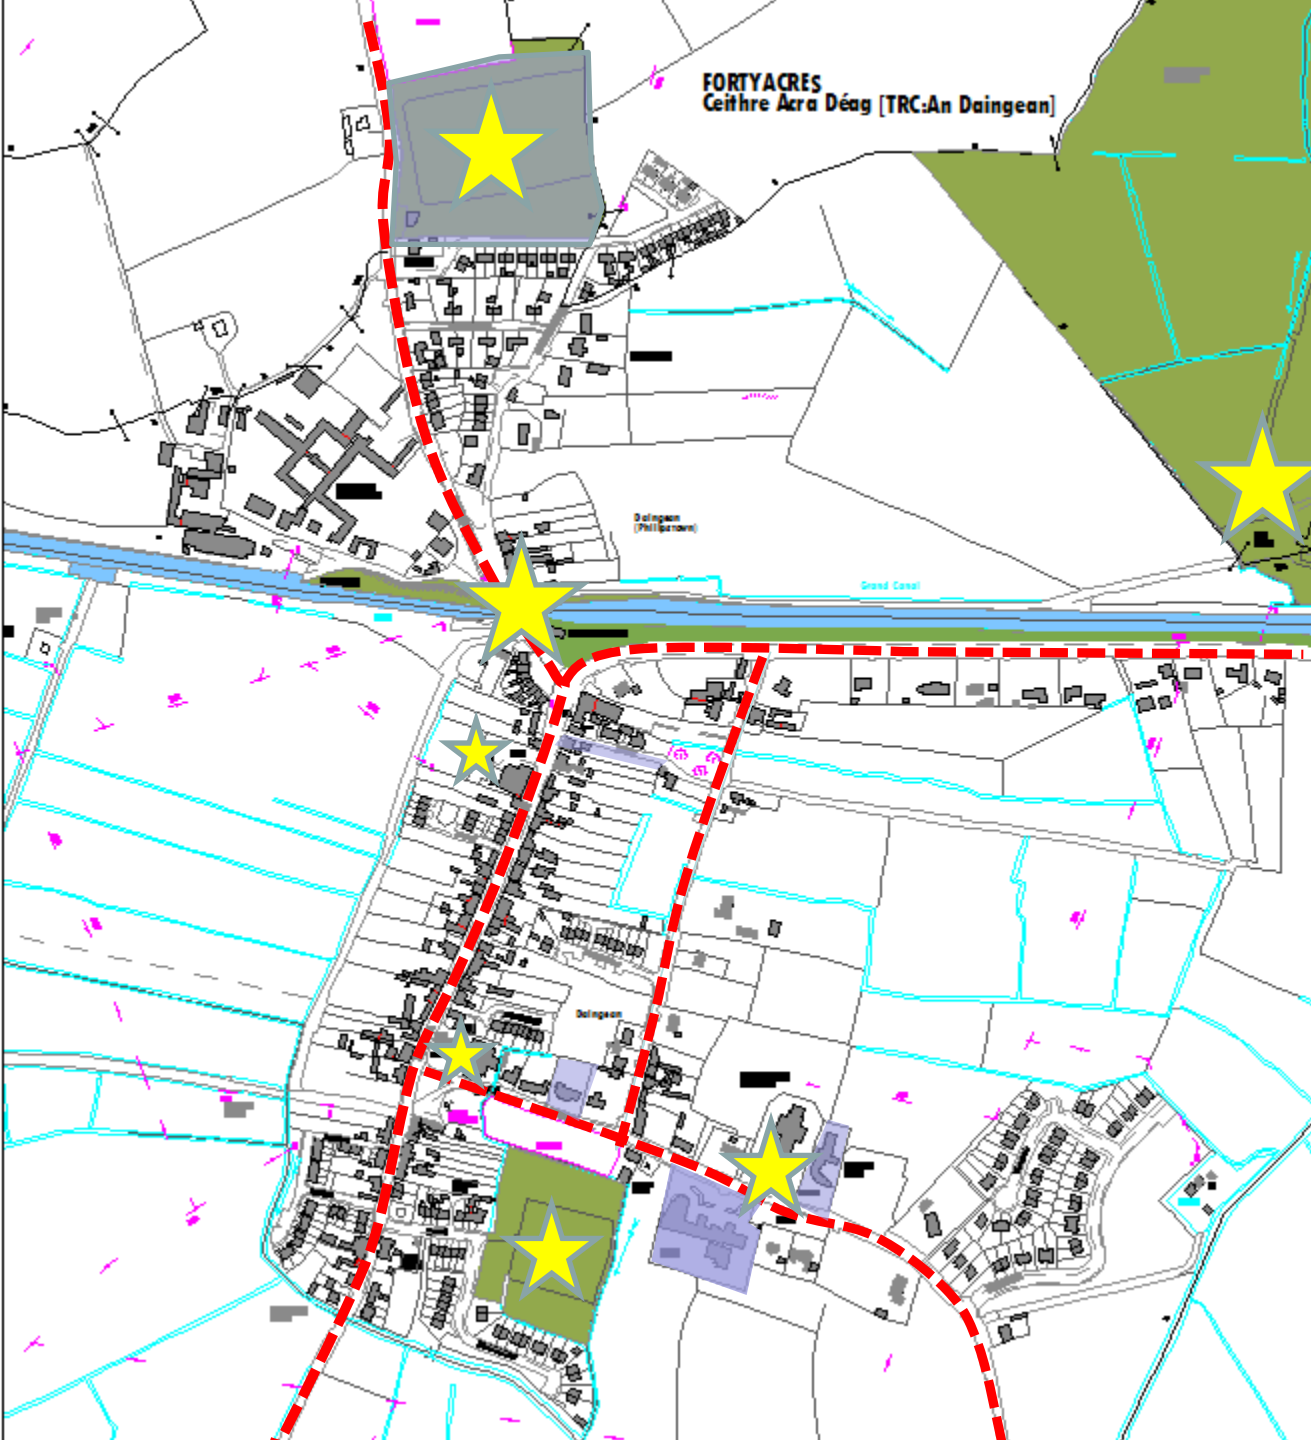 FORTYACREs
Ceithre Acra Déag [TRC:An Daingean]
Daingean
(Philipstown)
Grand Canal
Daingean